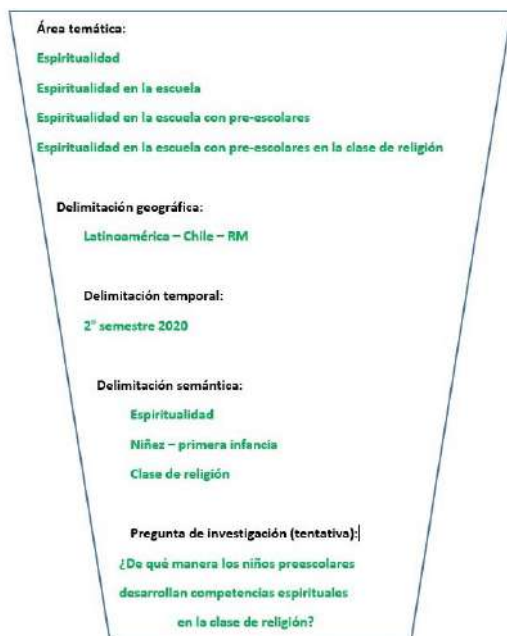 Área temática:
Espiritualidad
Espiritualidad en la escuela
Espiritualidad en la escuela con pre-escolares
Espiritualidad en la escuela con pre-escolares en la clase de religión
Delimitación geográfica:
Latinoamérica – Chile – RM
Delimitación temporal:
2° semestre 2020
Delimitación semántica:
Espiritualidad
Niñez – primera infancia
Clase de religión
Pregunta de investigación (tentativa):
¿De qué manera los niños preescolares
desarrollan competencias espirituales
en la clase de religión?